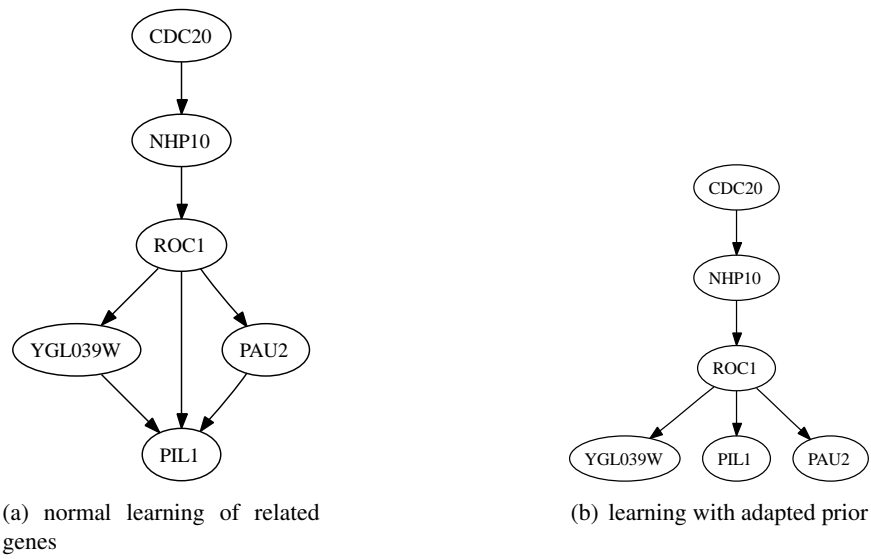 CDC20
NHP10
ROC1
YGL039W
PAU2
PIL1
(a) normal learning of related
genes
CDC20
NHP10
ROC1
YGL039W
PIL1
PAU2
(b) learning with adapted prior